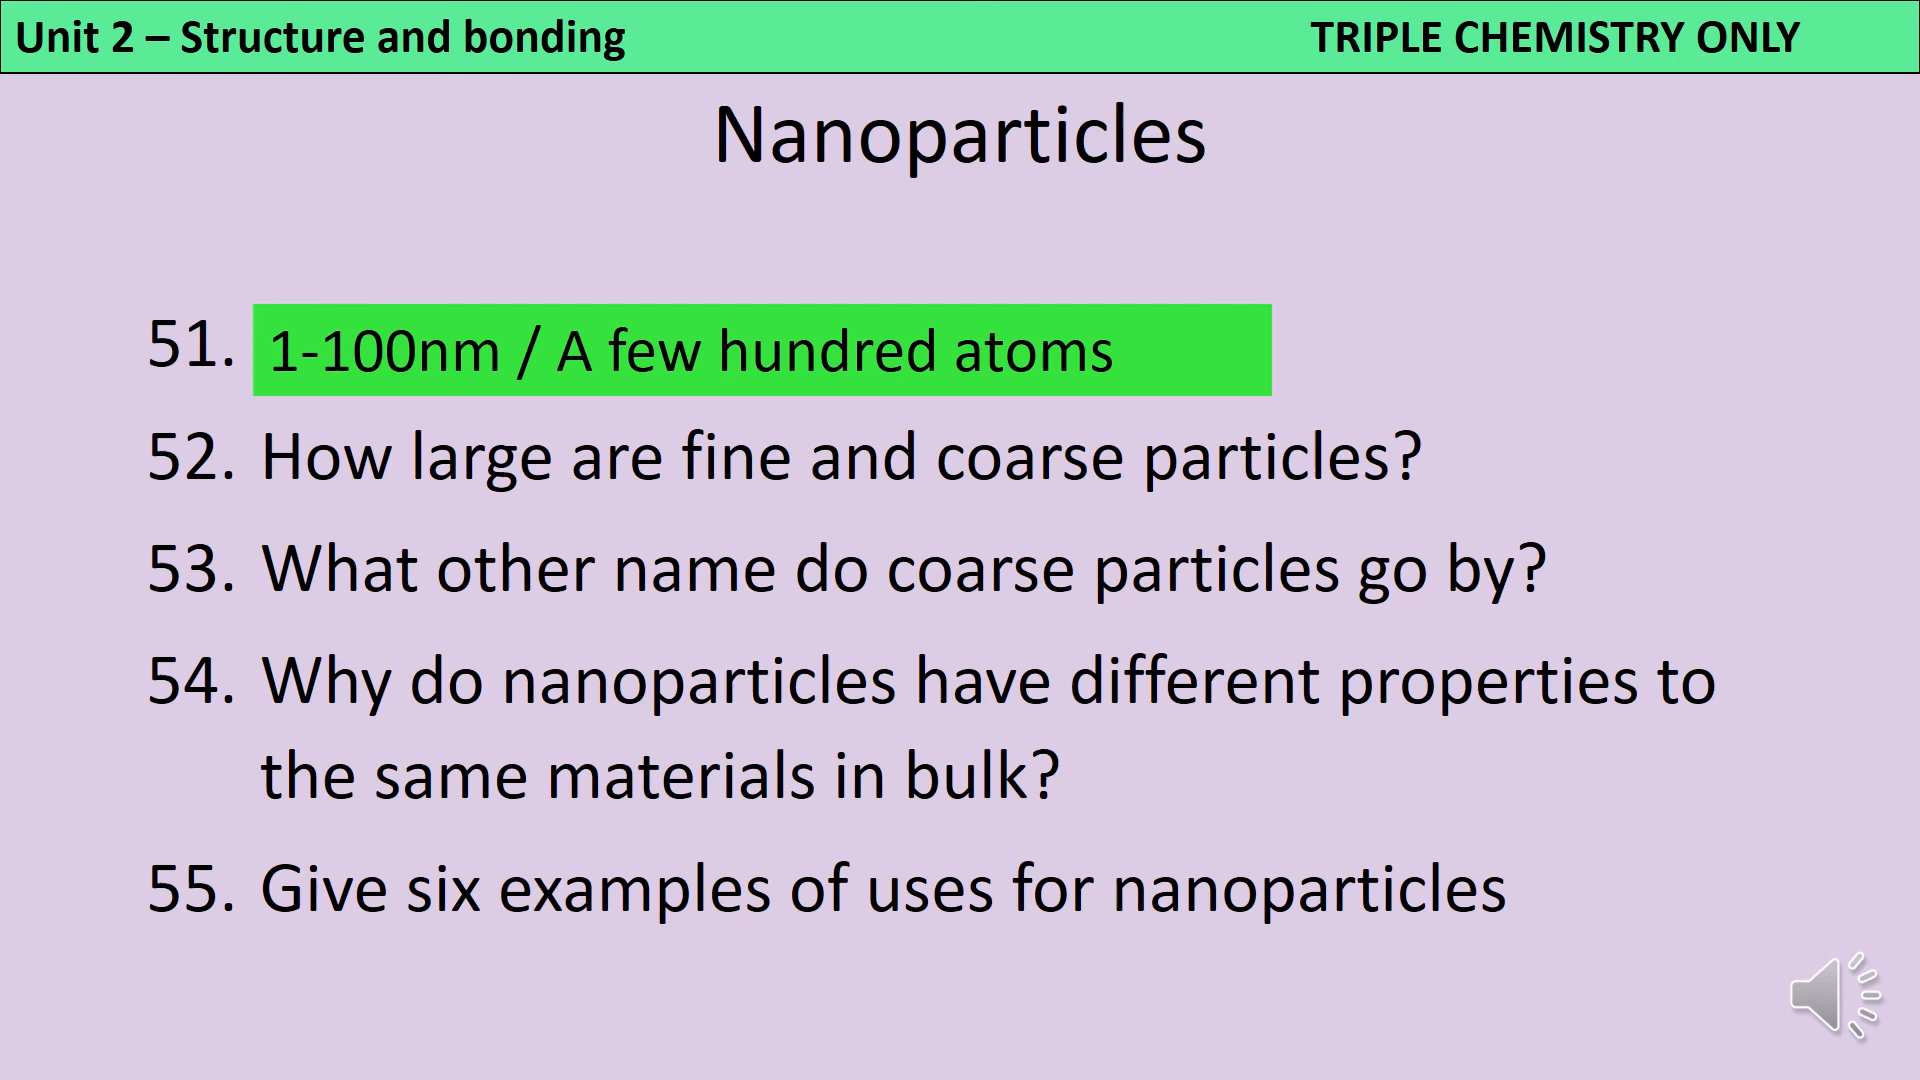 Unit 2 – Structure and bonding TRIPLE CHEMISTRY ONLY
Nanoparticles
51. 1-100nm / A few hundred atoms
52. How large are fine and coarse particles?
53. What other name do coarse particles go by?
54. Why do nanoparticles have different properties to
the same materials in bulk?
55. Give six examples of uses for nanoparticles